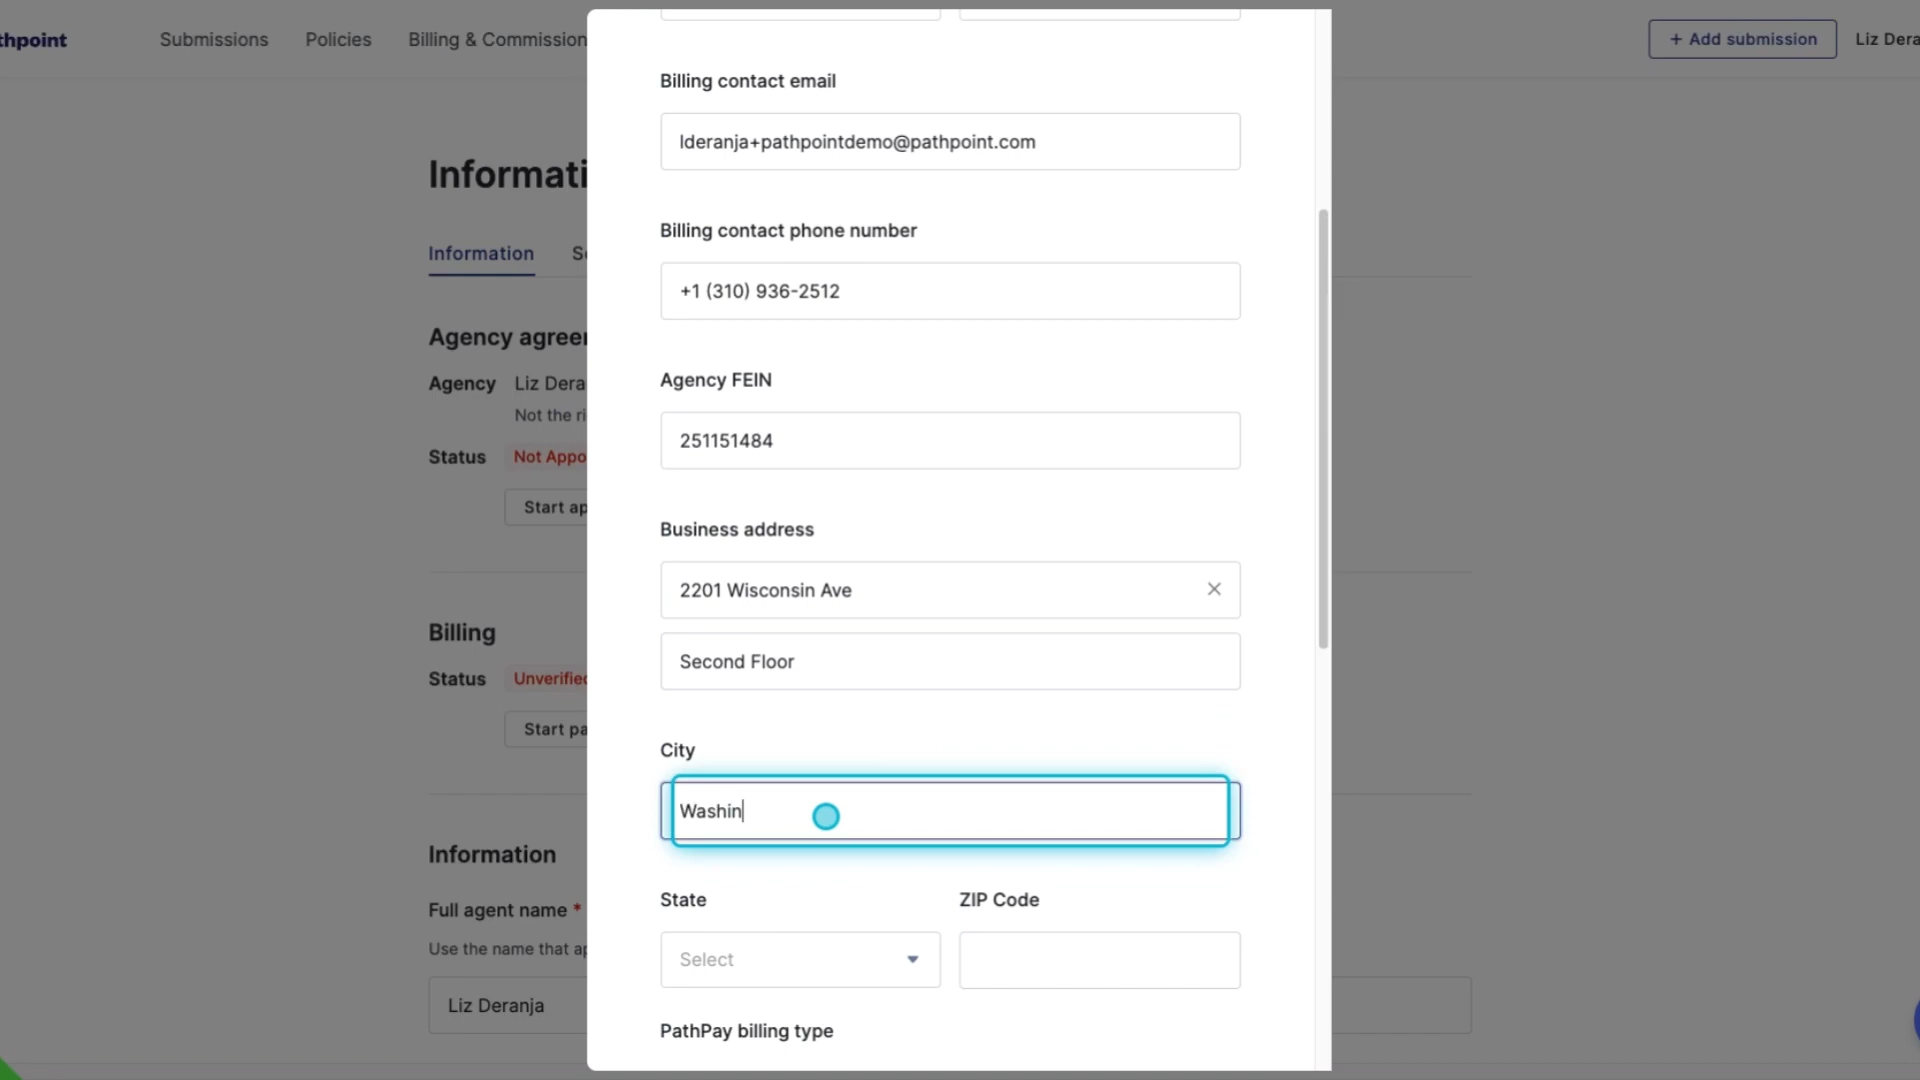 thpoint
Submissions
Policies
Billing & Commission
+ Add submission
Liz Dera
Informati
Information
Agency agreer
Agency
Liz Dera
Not the ri
Status
Not Appo
Start ap
Billing
Status
Unverified
Start pa
Information
Full agent name *
Use the name that ap
Liz Deranja
Billing contact email
lderanja+pathpointdemo@pathpoint.com
Billing contact phone number
+1 (310) 936-2512
Agency FEIN
251151484
Business address
2201 Wisconsin Ave
Second Floor
City
Washin
State
ZIP Code
Select
PathPay billing type